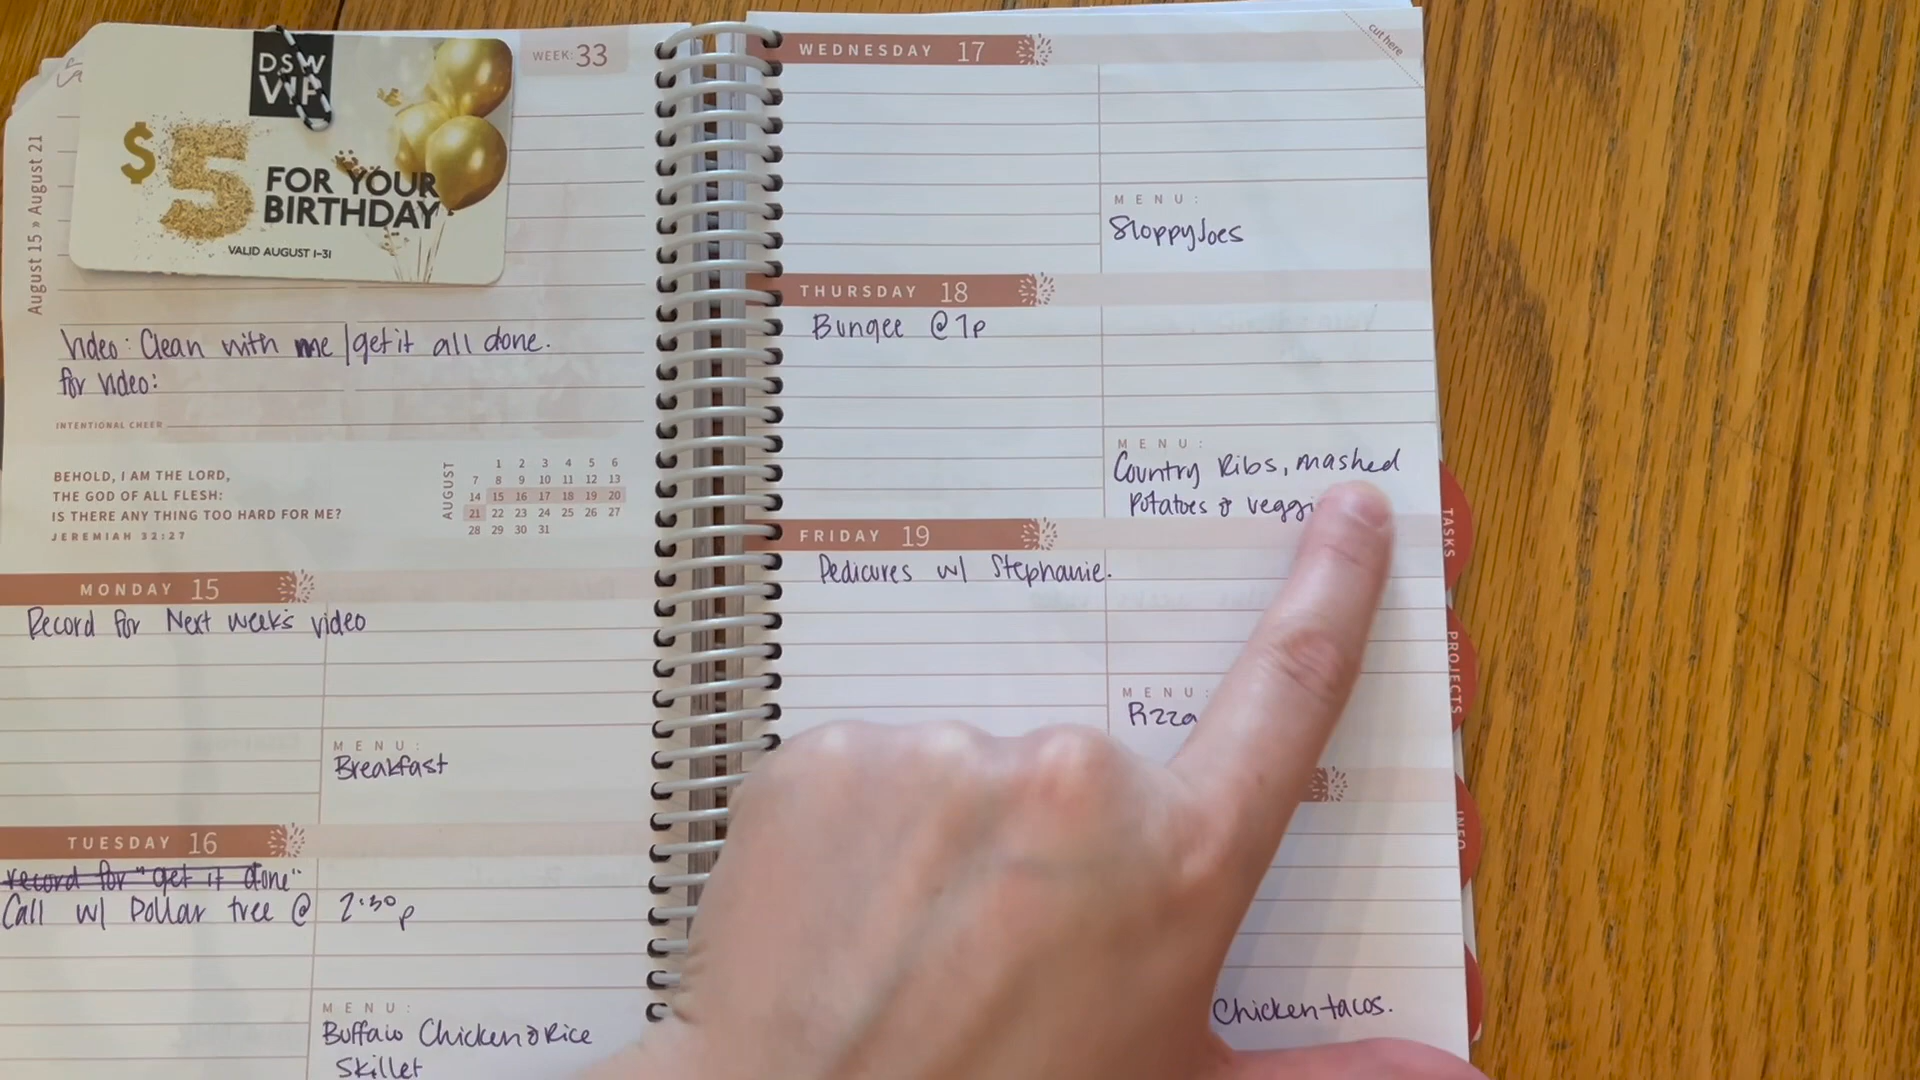 DSW
VIP
$5
FOR YOUR
BIRTHDAY
VALID AUGUST 1-31
WEEK: 33
August 15 » August 21
Video: Clean with me | get it all done.
for video:
INTENTIONAL CHEER
BEHOLD, I AM THE LORD,
THE GOD OF ALL FLESH:
IS THERE ANY THING TOO HARD FOR ME?
JEREMIAH 32:27
AUGUST
1 2 3 4 5 6
7 8 9 10 11 12 13
14 15 16 17 18 19 20
21 22 23 24 25 26 27
28 29 30 31
MONDAY 15
Record for Next week's video
MENU:
Breakfast
TUESDAY 16
record for "get it done"
Call w/ Dollar tree @ 2:30p
MENU:
Buffalo Chicken & Rice
Skillet
cut here
WEDNESDAY 17
MENU:
Sloppy Joes
THURSDAY 18
Bungee @ 7p
MENU:
Country Ribs, mashed
Potatoes & veggi
FRIDAY 19
Pedicures w/ Stephanie.
MENU:
Pizza
Chicken tacos.
TASKS
PROJECTS
INFO